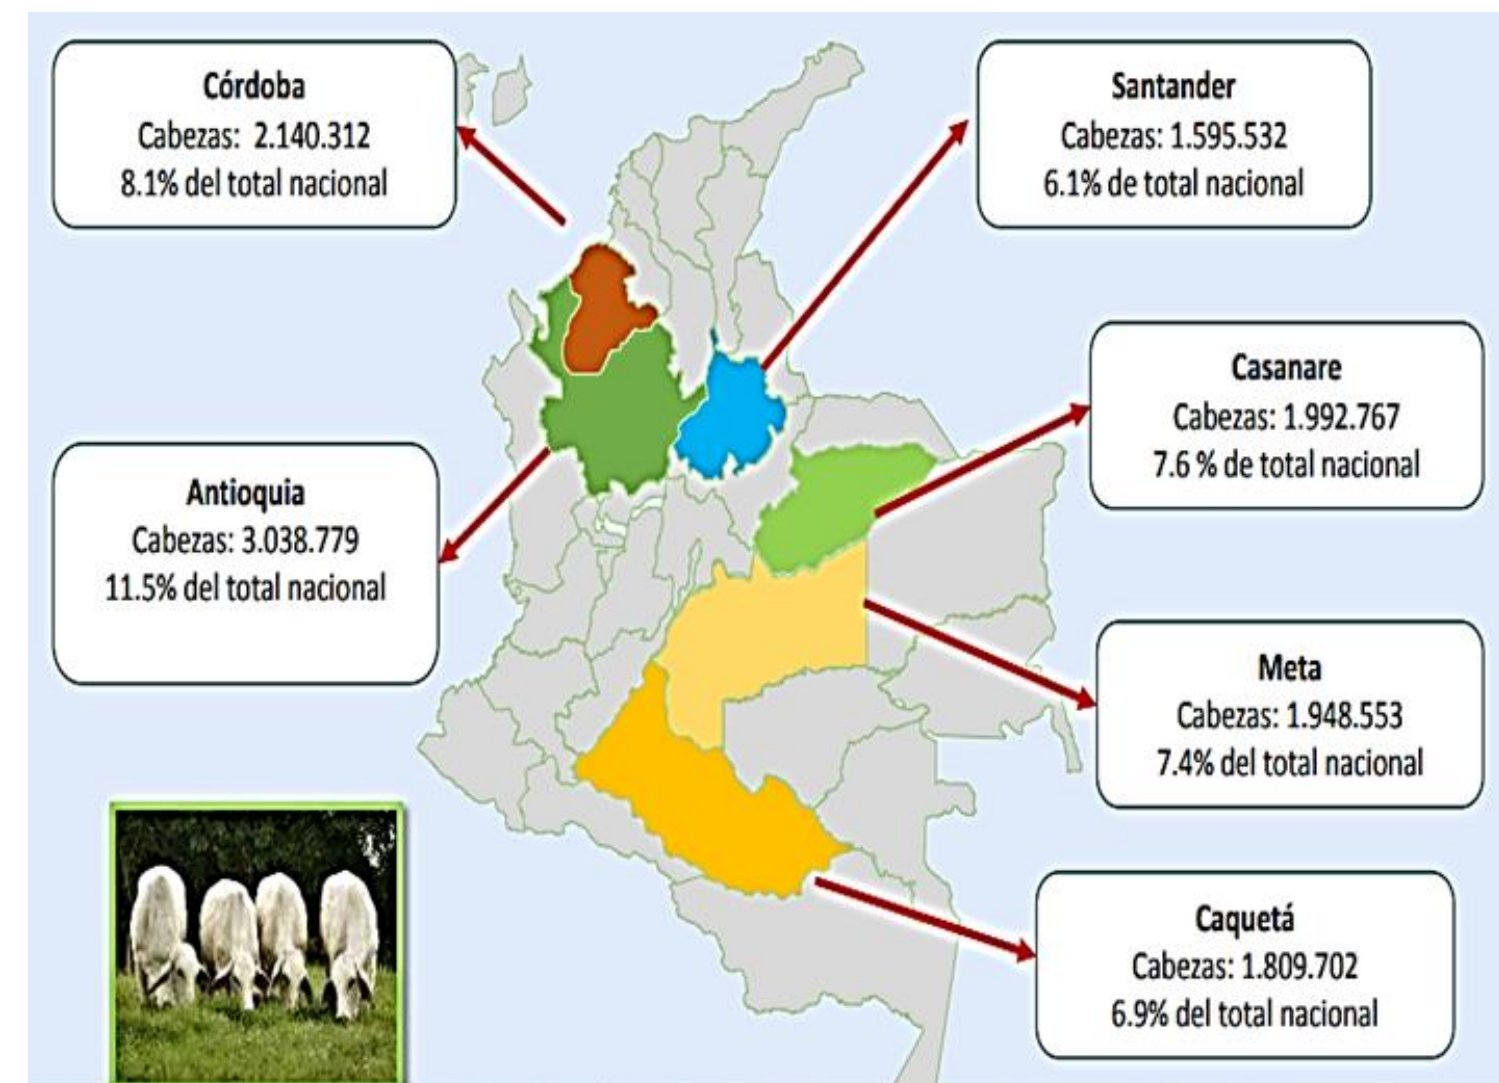 Córdoba
Cabezas: 2.140.312
8.1% del total nacional
Santander
Cabezas: 1.595.532
6.1% de total nacional
Casanare
Cabezas: 1.992.767
7.6 % de total nacional
Antioquia
Cabezas: 3.038.779
11.5% del total nacional
Meta
Cabezas: 1.948.553
7.4% del total nacional
Caquetá
Cabezas: 1.809.702
6.9% del total nacional